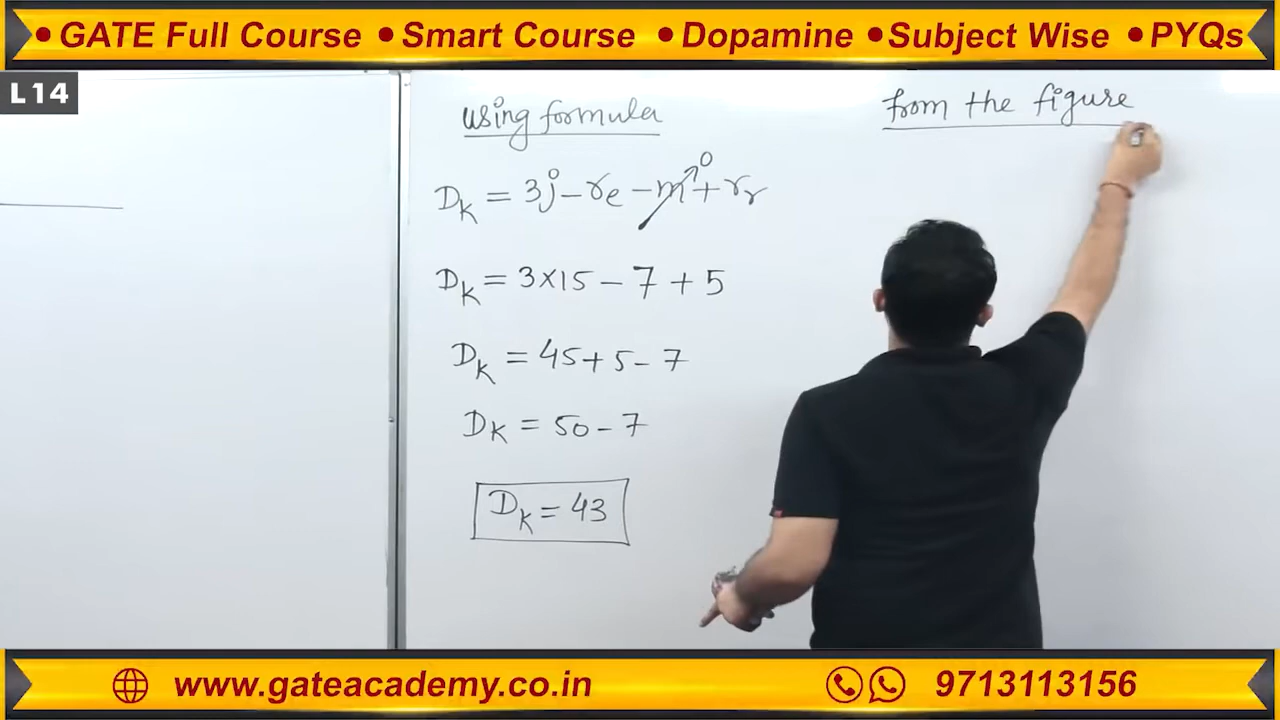 • GATE Full Course • Smart Course • Dopamine • Subject Wise • PYQs
L14
using formula
from the figure
Dₖ = 3j – rₑ – m + rᵣ
0
Dₖ = 3×15 – 7 + 5
Dₖ = 45 + 5 – 7
Dₖ = 50 – 7
Dₖ = 43
www.gateacademy.co.in
9713113156